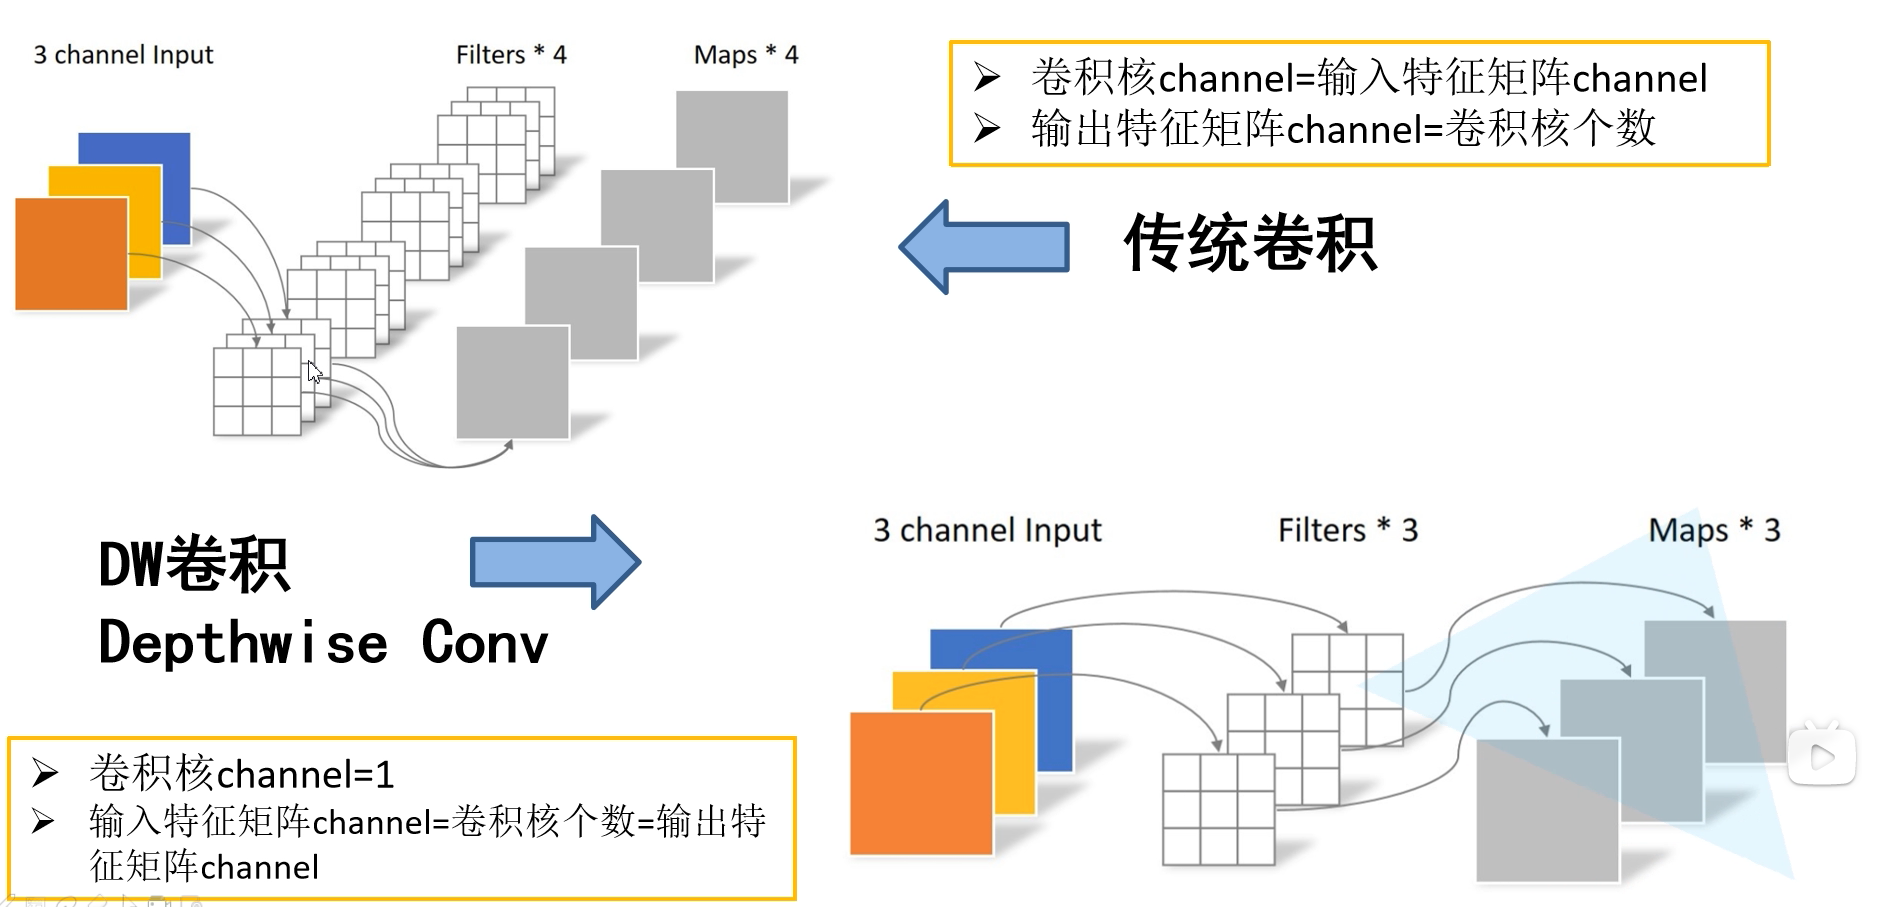 3 channel Input
Filters * 4
Maps * 4
➢ 卷积核channel=输入特征矩阵channel
➢ 输出特征矩阵channel=卷积核个数
传统卷积
DW卷积
Depthwise Conv
3 channel Input
Filters * 3
Maps * 3
➢ 卷积核channel=1
➢ 输入特征矩阵channel=卷积核个数=输出特
征矩阵channel